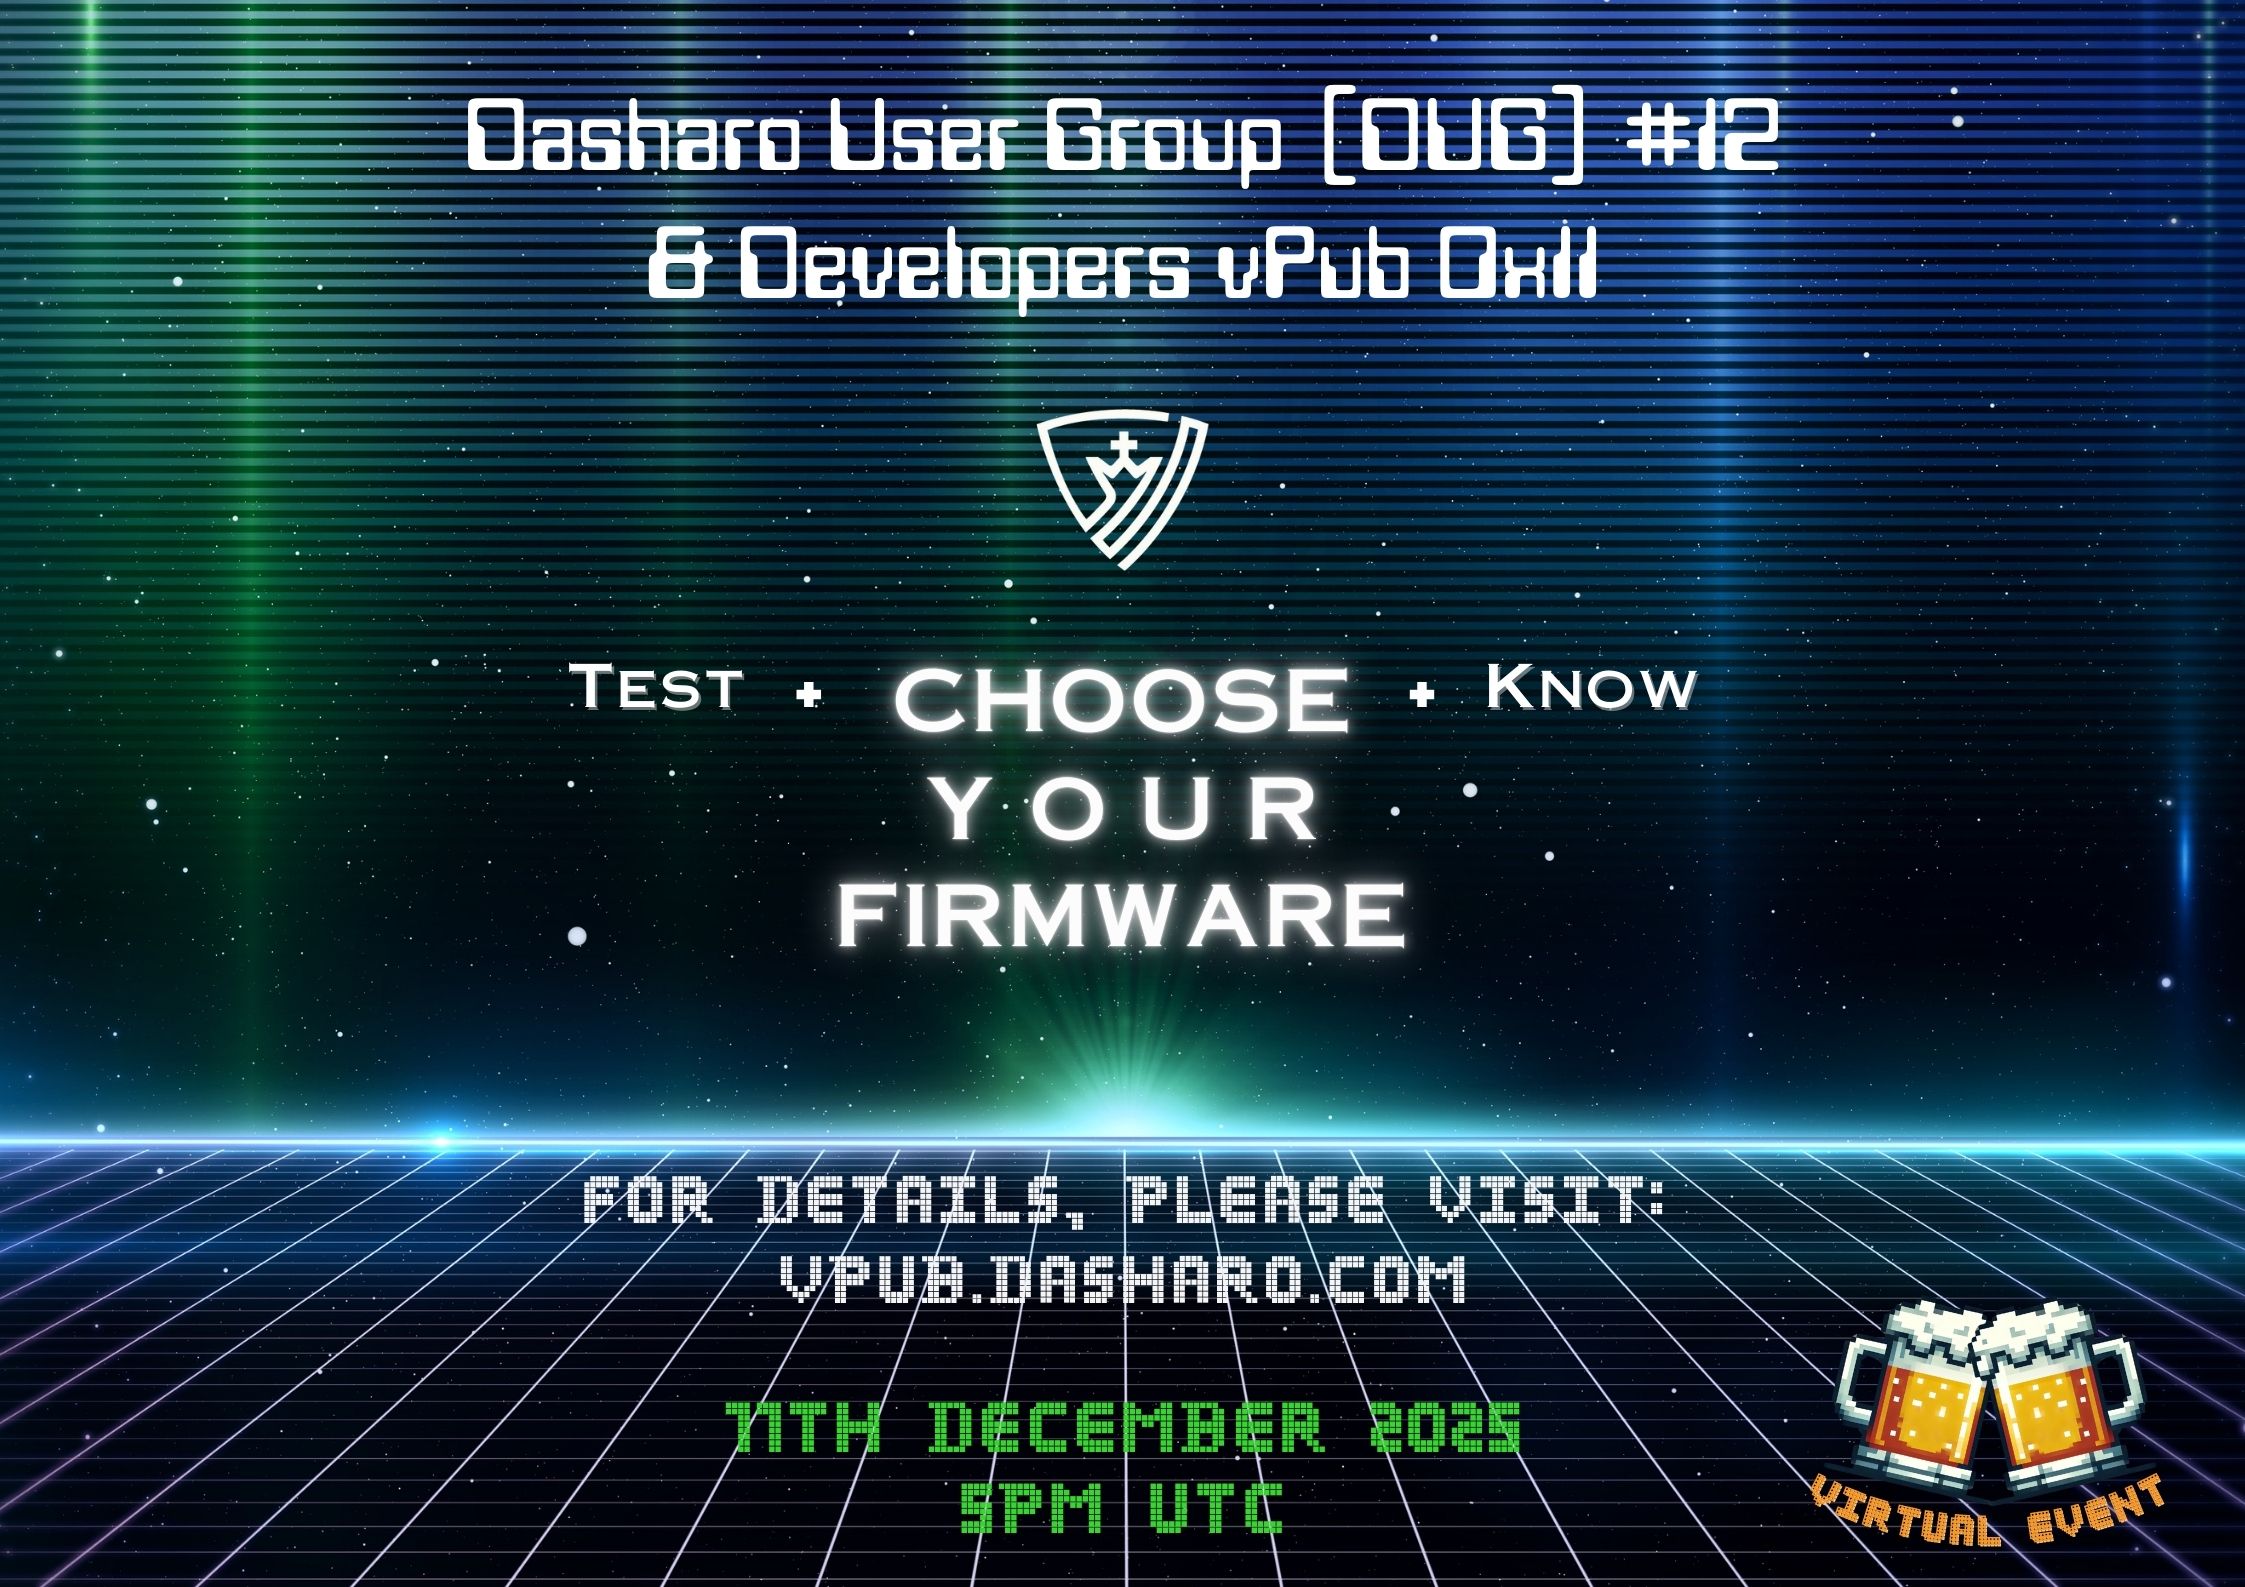 Dasharo User Group (DUG) #12
& Developers vPub 0x11
Test + CHOOSE + Know
YOUR
FIRMWARE
FOR DETAILS, PLEASE VISIT:
VPUB.DASHARO.COM
11TH DECEMBER 2025
5PM UTC
VIRTUAL EVENT